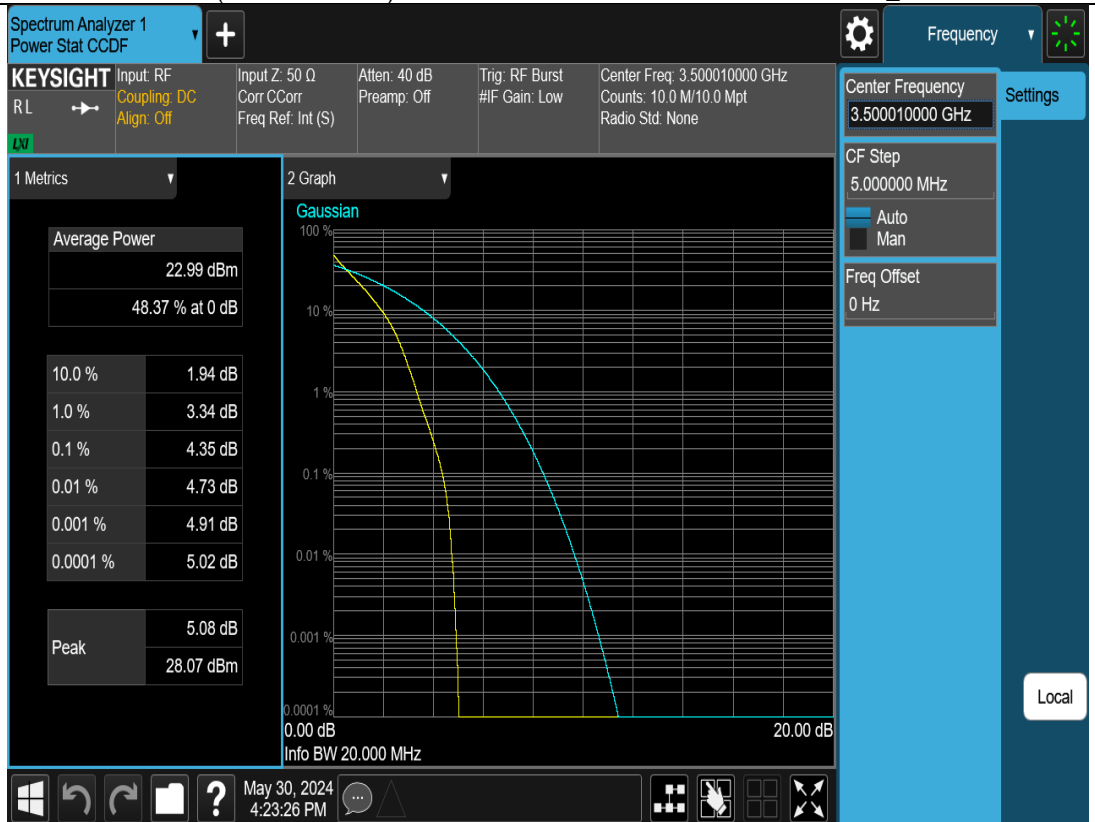 Spectrum Analyzer 1
Power Stat CCDF
Frequency
KEYSIGHT
R L
LXI
Input: RF
Coupling: DC
Align: Off
Input Z: 50 Ω
Corr CCorr
Freq Ref: Int (S)
Atten: 40 dB
Preamp: Off
Trig: RF Burst
#IF Gain: Low
Center Freq: 3.500010000 GHz
Counts: 10.0 M/10.0 Mpt
Radio Std: None
Center Frequency
3.500010000 GHz
Settings
CF Step
5.000000 MHz
Auto
Man
Freq Offset
0 Hz
1 Metrics
Average Power
22.99 dBm
48.37 % at 0 dB
10.0 % 1.94 dB
1.0 % 3.34 dB
0.1 % 4.35 dB
0.01 % 4.73 dB
0.001 % 4.91 dB
0.0001 % 5.02 dB
Peak
5.08 dB
28.07 dBm
2 Graph
Gaussian
100 %
10 %
1 %
0.1 %
0.01 %
0.001 %
0.0001 %
0.00 dB 20.00 dB
Info BW 20.000 MHz
Local
?
May 30, 2024
4:23:26 PM